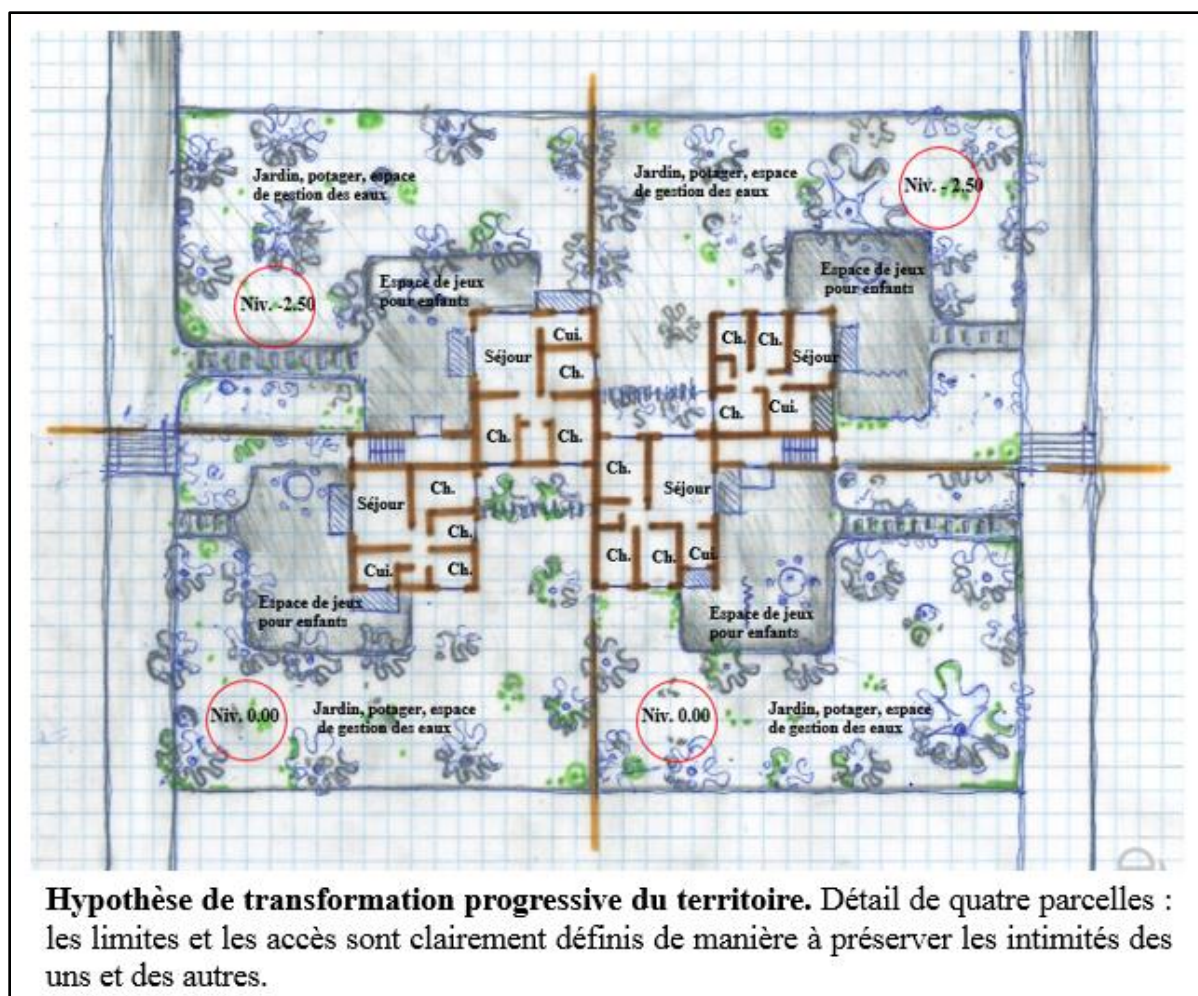 Jardin, potager, espace
de gestion des eaux
Jardin, potager, espace
de gestion des eaux
Niv. - 2.50
Niv. -2.50
Espace de jeux
pour enfants
Espace de jeux
pour enfants
Cui.
Séjour
Ch.
Ch.
Ch.
Ch.
Ch.
Séjour
Ch.
Cui.
Séjour
Ch.
Ch.
Cui.
Ch.
Ch.
Séjour
Ch.
Ch.
Cui.
Espace de jeux
pour enfants
Espace de jeux
pour enfants
Niv. 0.00
Jardin, potager, espace
de gestion des eaux
Niv. 0.00
Jardin, potager, espace
de gestion des eaux
Hypothèse de transformation progressive du territoire. Détail de quatre parcelles :
les limites et les accès sont clairement définis de manière à préserver les intimités des
uns et des autres.